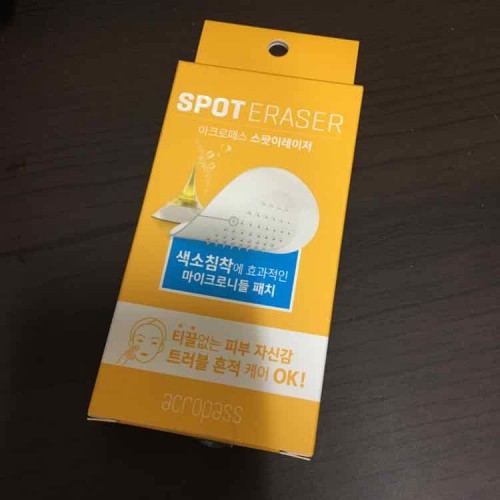 SPOT ERASER
아크로패스 스팟이레이저
색소침착에 효과적인
마이크로니들 패치
티끌없는 피부 자신감
트러블 흔적 케어 OK!
acropass